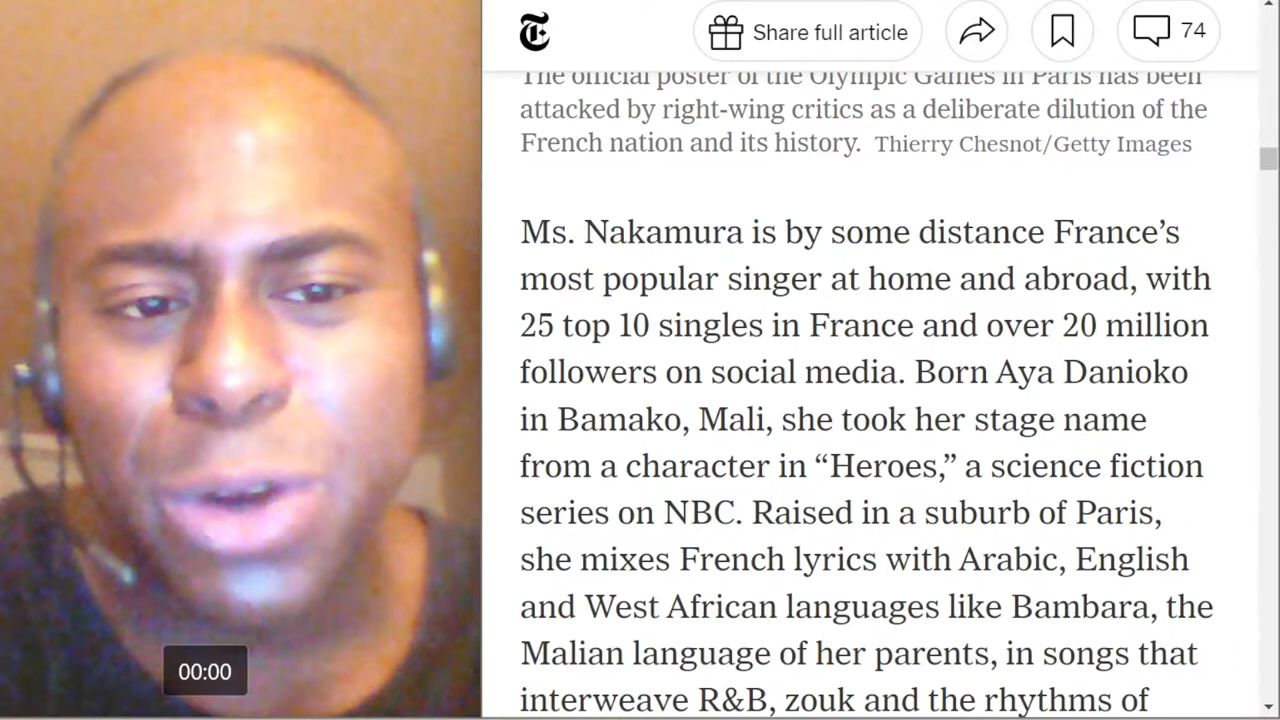 Share full article
74
The official poster of the Olympic Games in Paris has been
attacked by right-wing critics as a deliberate dilution of the
French nation and its history. Thierry Chesnot/Getty Images
Ms. Nakamura is by some distance France’s
most popular singer at home and abroad, with
25 top 10 singles in France and over 20 million
followers on social media. Born Aya Danioko
in Bamako, Mali, she took her stage name
from a character in “Heroes,” a science fiction
series on NBC. Raised in a suburb of Paris,
she mixes French lyrics with Arabic, English
and West African languages like Bambara, the
Malian language of her parents, in songs that
interweave R&B, zouk and the rhythms of
00:00